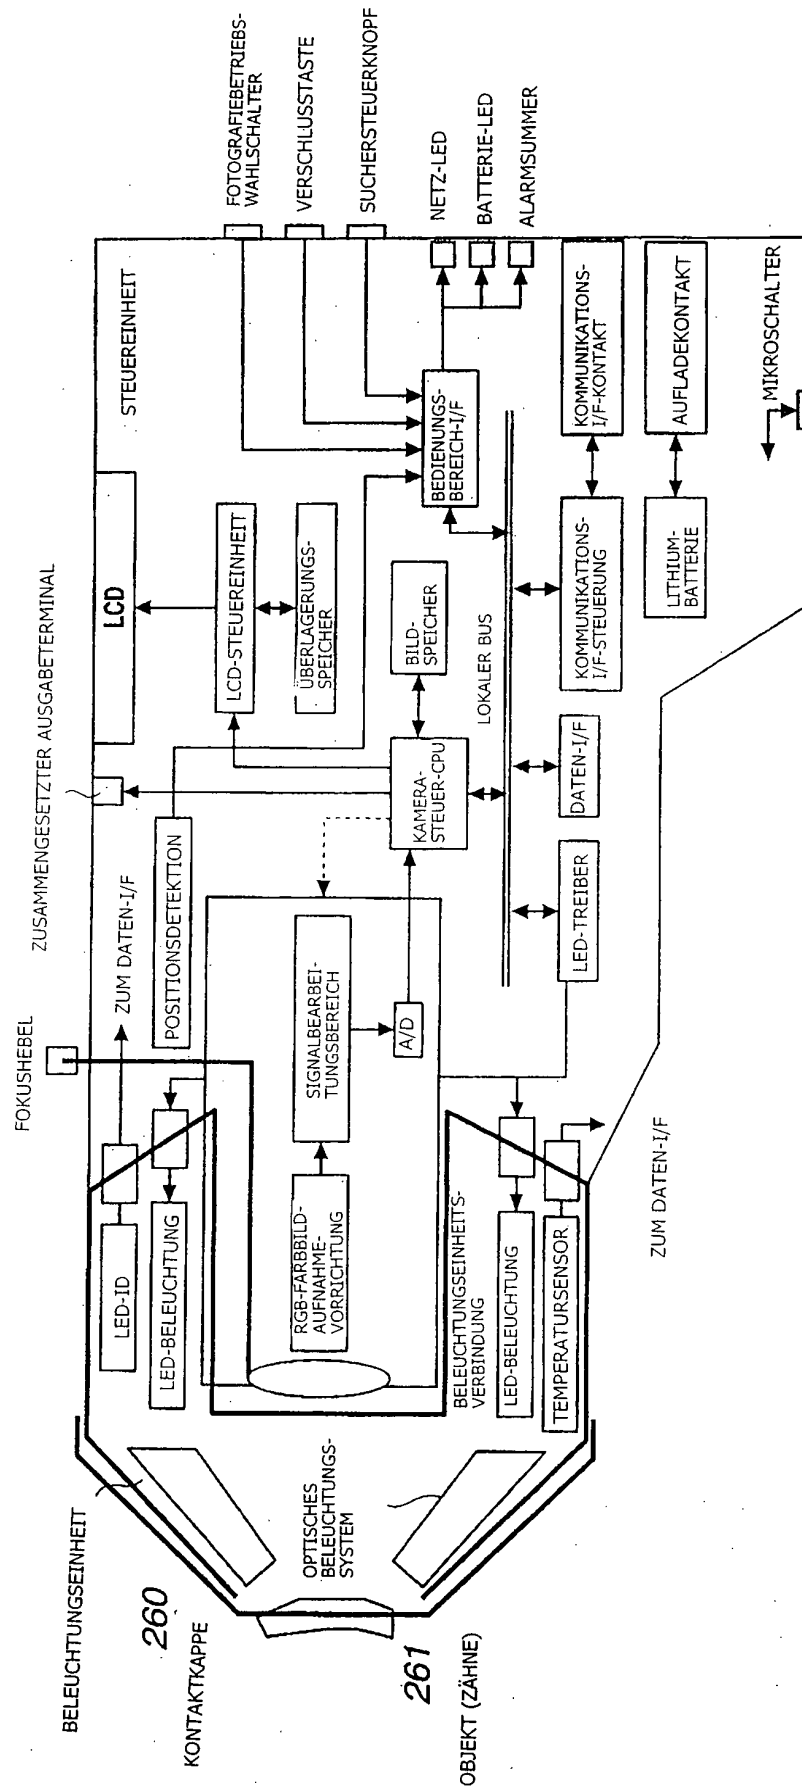 FOTOGRAFIEBETRIEBS-
WAHLSCHALTER
VERSCHLUSSTASTE
SUCHERSTEUERKNOPF
NETZ-LED
BATTERIE-LED
ALARMSUMMER
STEUEREINHEIT
LCD
LCD-STEUEREINHEIT
ÜBERLAGERUNGS-
SPEICHER
BEDIENUNGS-
BEREICH-I/F
KOMMUNIKATIONS-
I/F-KONTAKT
AUFLADEKONTAKT
MIKROSCHALTER
ZUSAMMENGESETZTER AUSGABETERMINAL
BILD-
SPEICHER
LOKALER BUS
KOMMUNIKATIONS-
I/F-STEUERUNG
LITHIUM-
BATTERIE
KAMERA-
STEUER-CPU
DATEN-I/F
LED-TREIBER
FOKUSHEBEL
ZUM DATEN-I/F
POSITIONSDETEKTION
SIGNALBEARBEI-
TUNGSBEREICH
A/D
RGB-FARBBILD-
AUFNAHME-
VORRICHTUNG
LED-ID
LED-BELEUCHTUNG
BELEUCHTUNGSEINHEITS-
VERBINDUNG
LED-BELEUCHTUNG
TEMPERATURSENSOR
ZUM DATEN-I/F
BELEUCHTUNGSEINHEIT
OPTISCHES
BELEUCHTUNGS-
SYSTEM
260
KONTAKTKAPPE
261
OBJEKT (ZÄHNE)